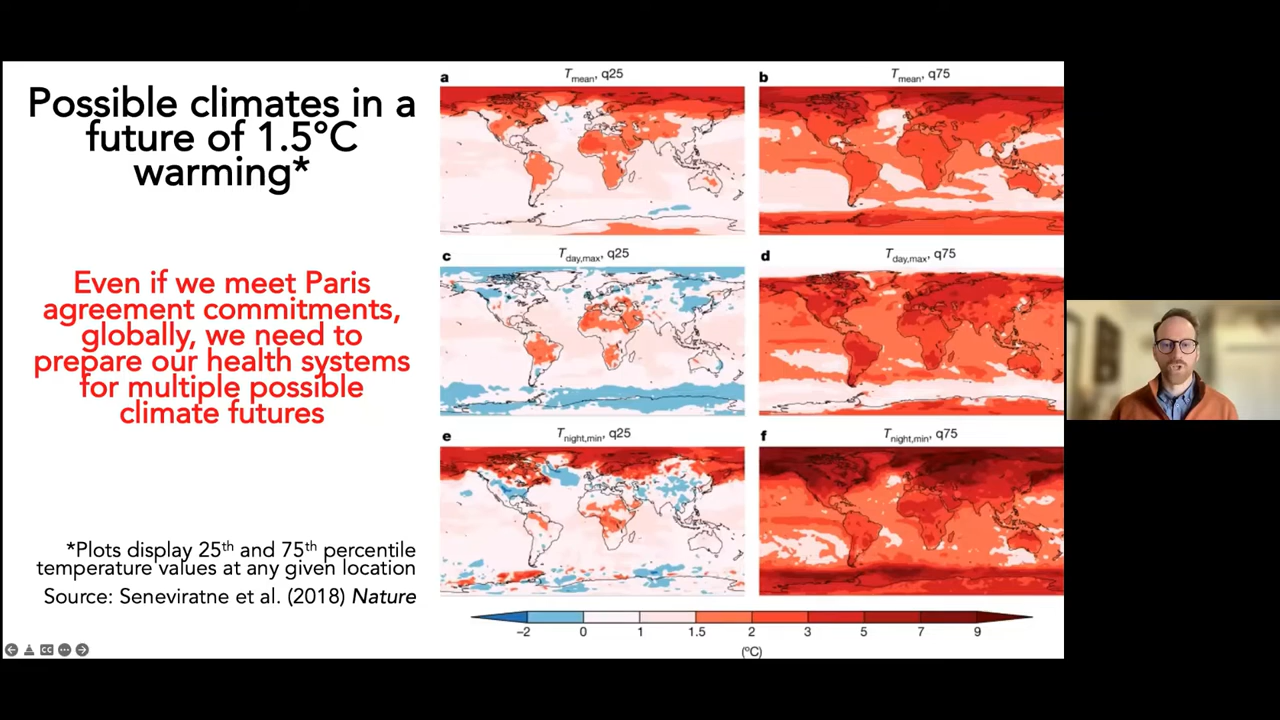 Possible climates in a
future of 1.5°C
warming*
Even if we meet Paris
agreement commitments,
globally, we need to
prepare our health systems
for multiple possible
climate futures
*Plots display 25th and 75th percentile
temperature values at any given location
Source: Seneviratne et al. (2018) Nature
a
Tmean, q25
b
Tmean, q75
c
Tday,max, q25
d
Tday,max, q75
e
Tnight,min, q25
f
Tnight,min, q75
−2 0 1 1.5 2 3 5 7 9
(ºC)
CC